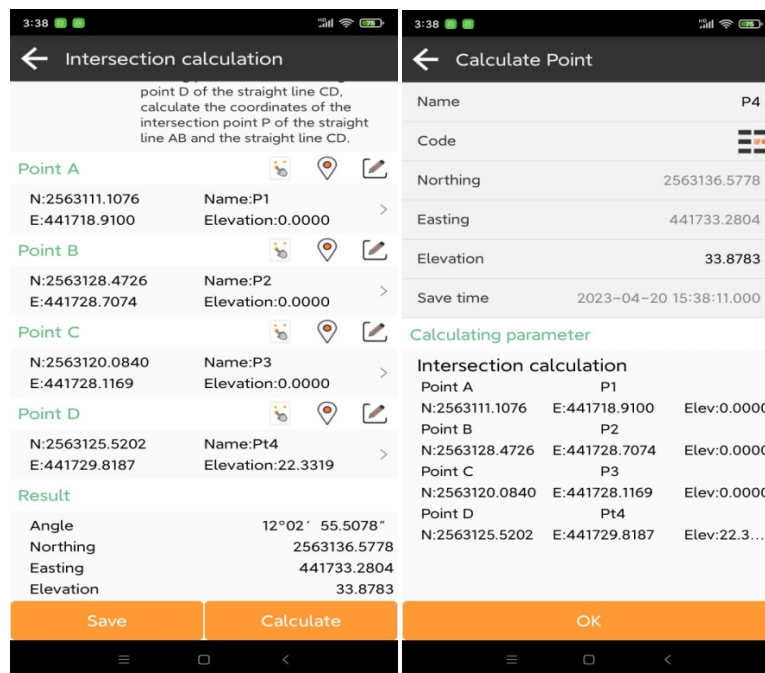 3:38
HD
75
Intersection calculation
point D of the straight line CD,
calculate the coordinates of the
intersection point P of the straight
line AB and the straight line CD.
Point A
N:2563111.1076 Name:P1
E:441718.9100 Elevation:0.0000
Point B
N:2563128.4726 Name:P2
E:441728.7074 Elevation:0.0000
Point C
N:2563120.0840 Name:P3
E:441728.1169 Elevation:0.0000
Point D
N:2563125.5202 Name:Pt4
E:441729.8187 Elevation:22.3319
Result
Angle 12°02′ 55.5078″
Northing 2563136.5778
Easting 441733.2804
Elevation 33.8783
Save Calculate
3:38
HD
75
Calculate Point
Name P4
Code
Northing 2563136.5778
Easting 441733.2804
Elevation 33.8783
Save time 2023-04-20 15:38:11.000
Calculating parameter
Intersection calculation
Point A P1
N:2563111.1076 E:441718.9100 Elev:0.0000
Point B P2
N:2563128.4726 E:441728.7074 Elev:0.0000
Point C P3
N:2563120.0840 E:441728.1169 Elev:0.0000
Point D Pt4
N:2563125.5202 E:441729.8187 Elev:22.3...
OK